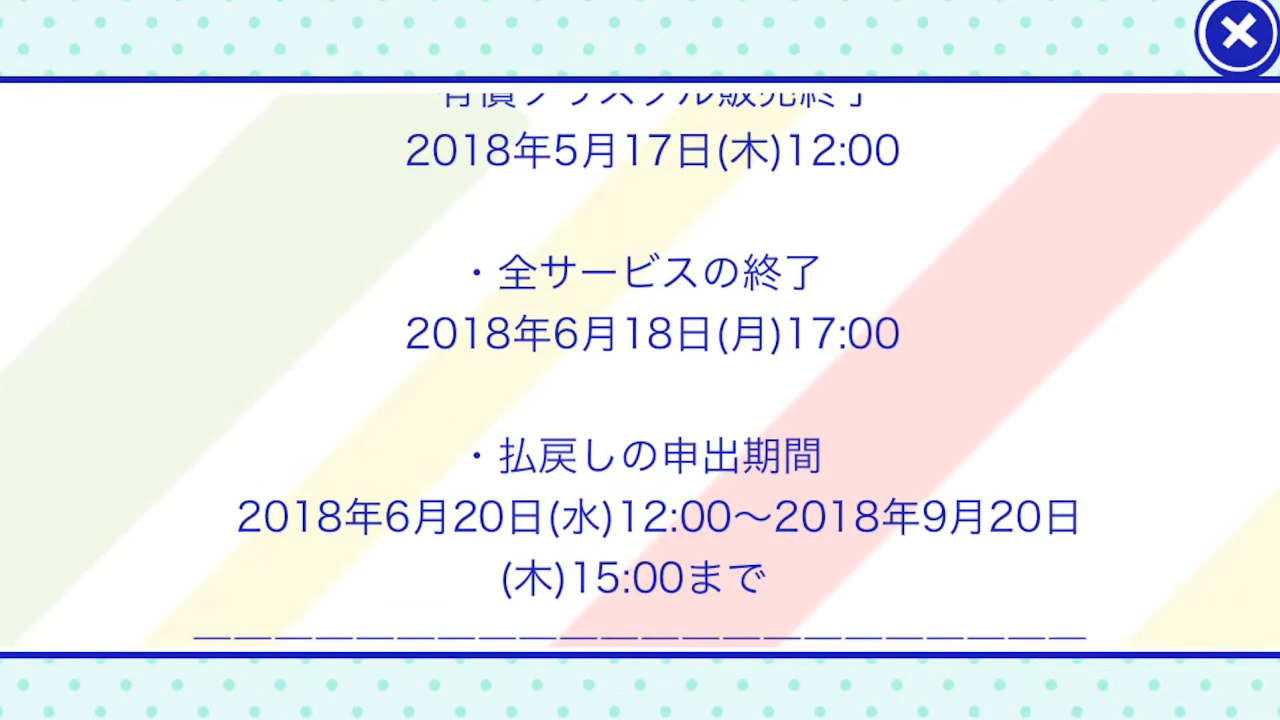 2018年5月17日(木)12:00
・全サービスの終了
2018年6月18日(月)17:00
・払戻しの申出期間
2018年6月20日(水)12:00〜2018年9月20日
(木)15:00まで